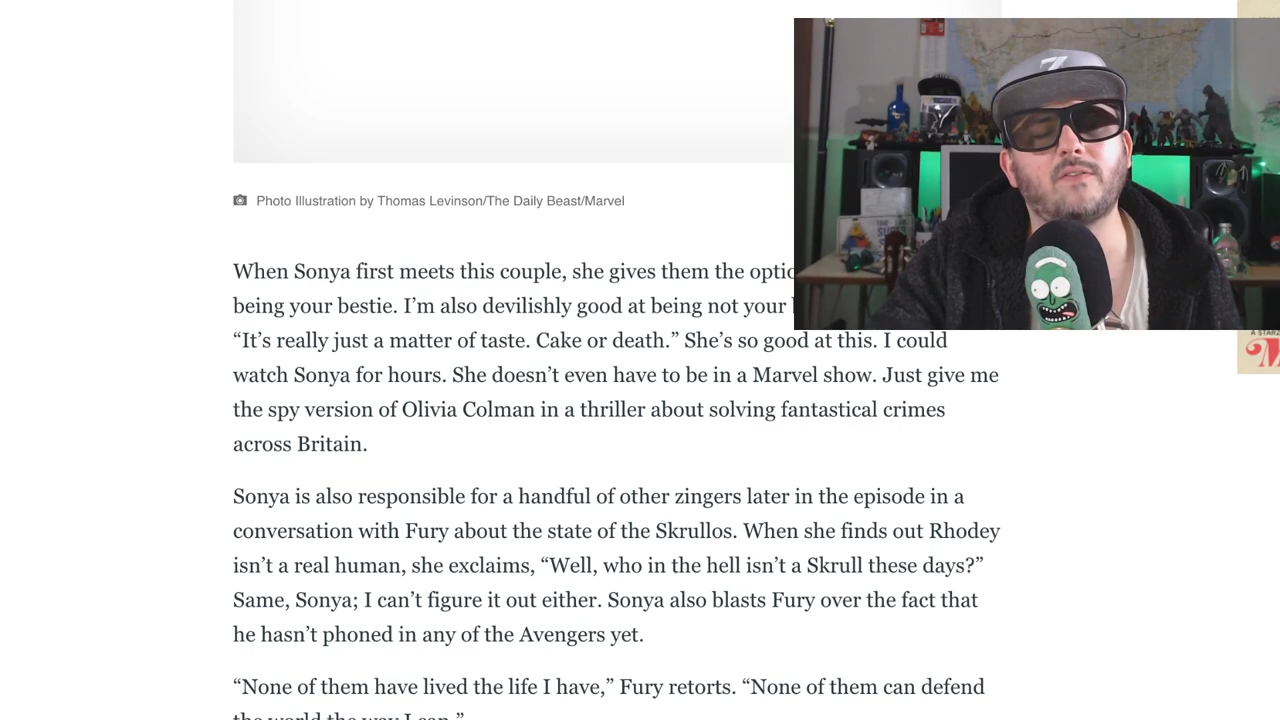 Photo Illustration by Thomas Levinson/The Daily Beast/Marvel
When Sonya first meets this couple, she gives them the
being your bestie. I’m also devilishly good at being not your
“It’s really just a matter of taste. Cake or death.” She’s so good at this. I could
watch Sonya for hours. She doesn’t even have to be in a Marvel show. Just give me
the spy version of Olivia Colman in a thriller about solving fantastical crimes
across Britain.
Sonya is also responsible for a handful of other zingers later in the episode in a
conversation with Fury about the state of the Skrullos. When she finds out Rhodey
isn’t a real human, she exclaims, “Well, who in the hell isn’t a Skrull these days?”
Same, Sonya; I can’t figure it out either. Sonya also blasts Fury over the fact that
he hasn’t phoned in any of the Avengers yet.
“None of them have lived the life I have,” Fury retorts. “None of them can defend
the world the way I can.”